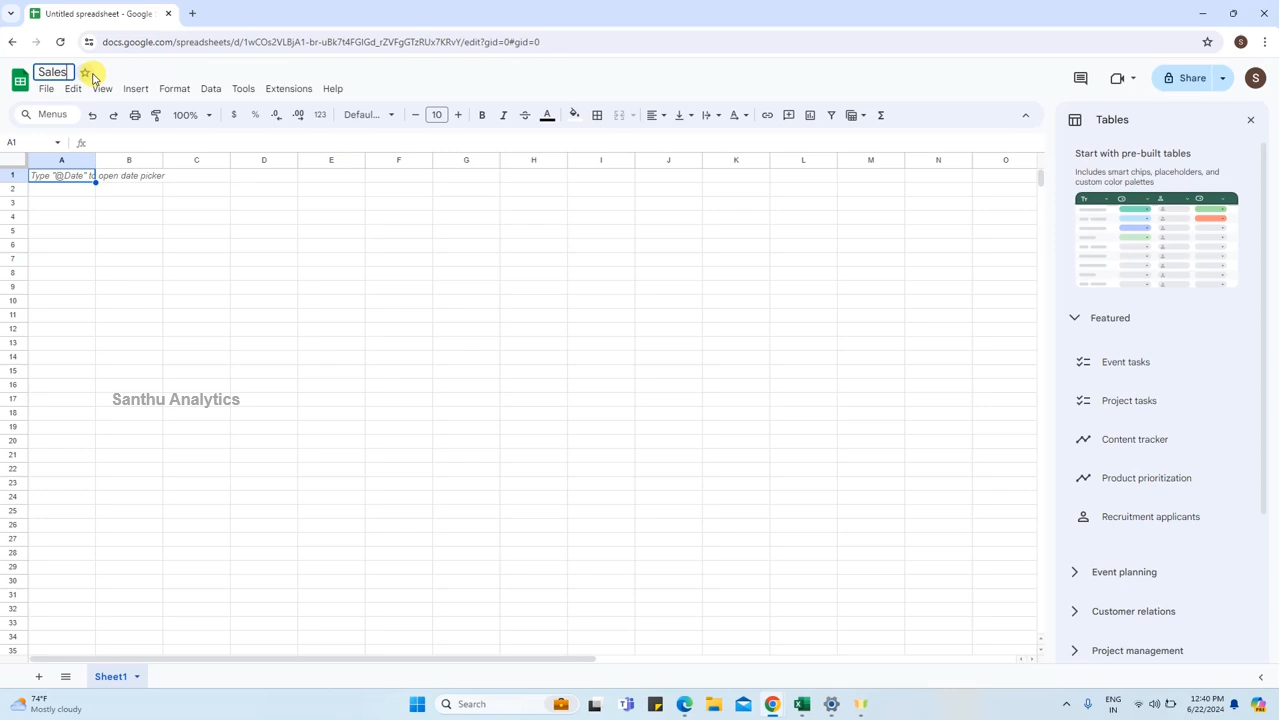 Untitled spreadsheet - Google
docs.google.com/spreadsheets/d/1wCOs2VLBjA1-br-uBk7t4FGIGd_rZVFgGTzRUx7KRvY/edit?gid=0#gid=0
S
Sales
File Edit View Insert Format Data Tools Extensions Help
Share
S
Menus 100% $ % .0 .00 123 Defaul... 10 B I S A Σ
A1 fx
A B C D E F G H I J K L M N O
1 Type "@Date" to open date picker
2
3
4
5
6
7
8
9
10
11
12
13
14
15
16
17
18
19
20
21
22
23
24
25
26
27
28
29
30
31
32
33
34
35
Santhu Analytics
Sheet1
Tables
Start with pre-built tables
Includes smart chips, placeholders, and
custom color palettes
Tr
Featured
Event tasks
Project tasks
Content tracker
Product prioritization
Recruitment applicants
Event planning
Customer relations
Project management
74°F
Mostly cloudy
Search
ENG
IN
12:40 PM
6/22/2024